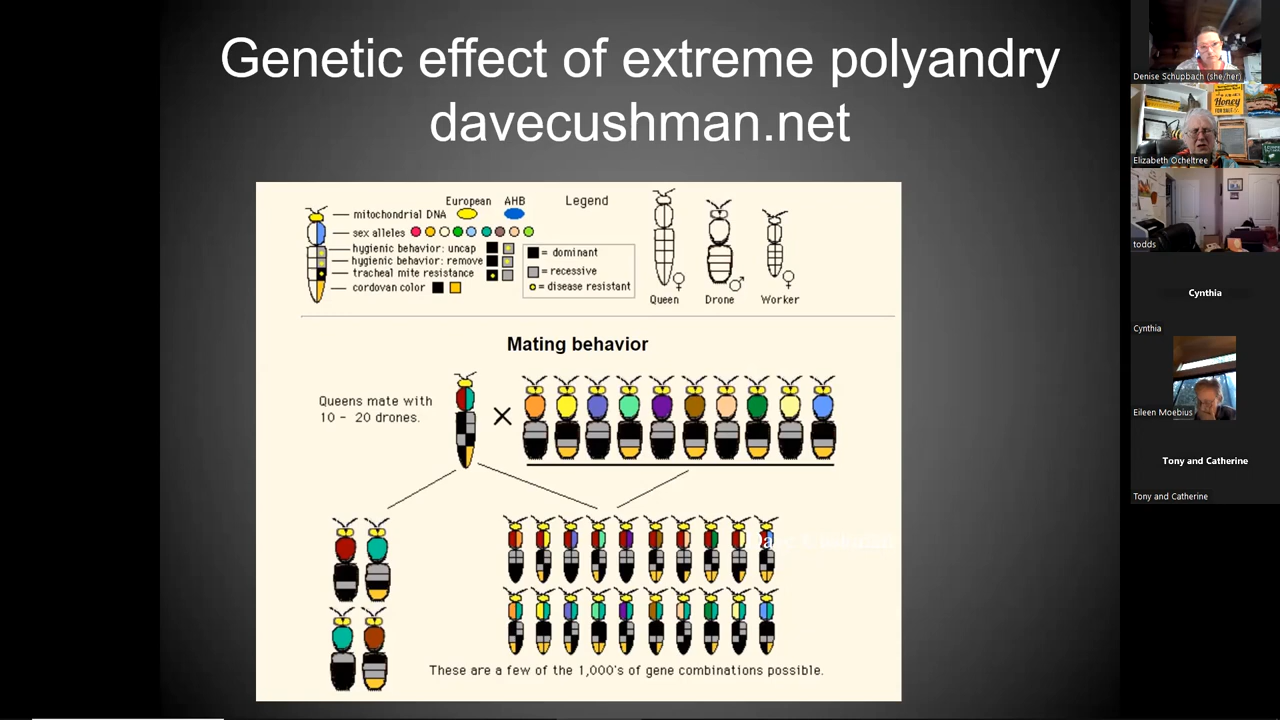 Genetic effect of extreme polyandry
davecushman.net
European AHB Legend
mitochondrial DNA
sex alleles
hygienic behavior: uncap
hygienic behavior: remove
tracheal mite resistance
cordovan color
= dominant
= recessive
= disease resistant
Queen Drone Worker
Mating behavior
Queens mate with
10 - 20 drones.
These are a few of the 1,000's of gene combinations possible.
Denise Schupbach (she/her)
Honey
Elizabeth Ocheltree
todds
Cynthia
Cynthia
Eileen Moebius
Tony and Catherine
Tony and Catherine